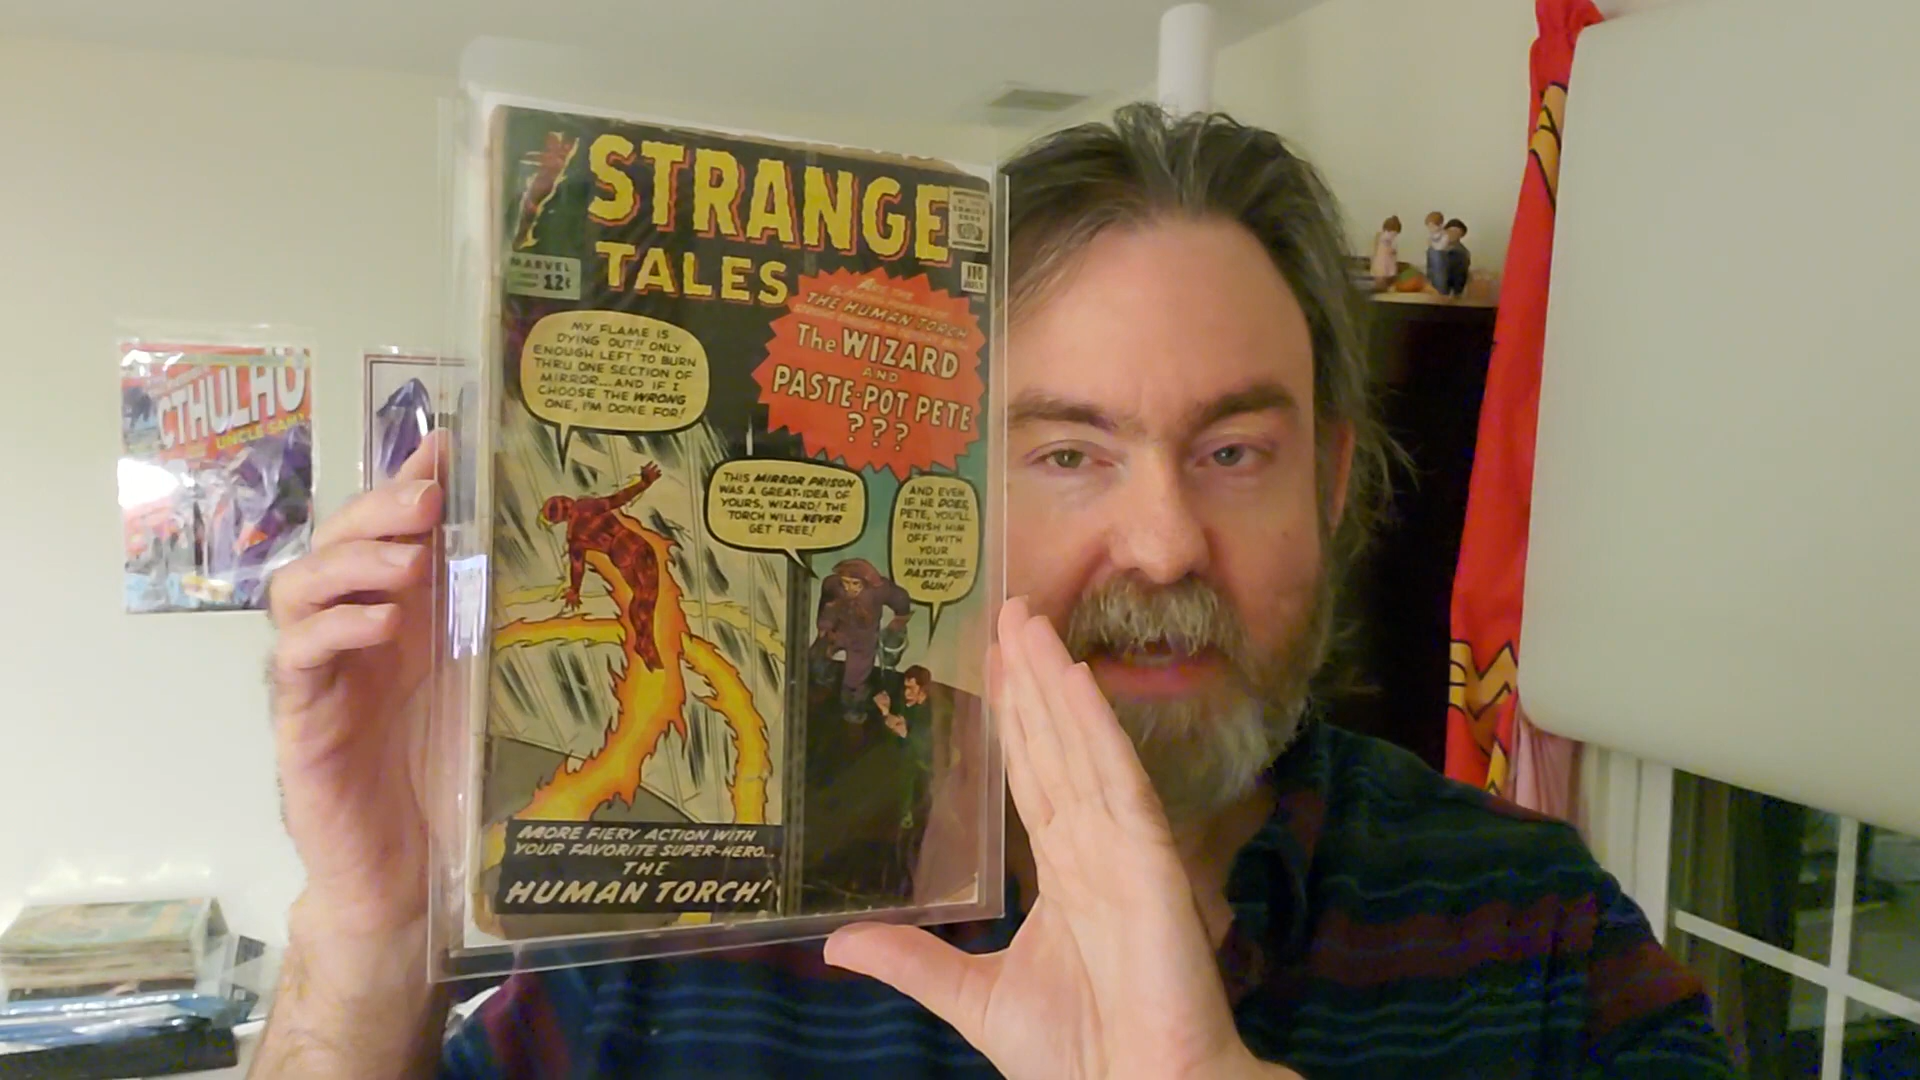 STRANGE
TALES
MARVEL
12¢
110
JULY
THE HUMAN TORCH
The WIZARD
AND
PASTE-POT PETE
???
MY FLAME IS
DYING OUT!! ONLY
ENOUGH LEFT TO BURN
THRU ONE SECTION OF
MIRROR...AND IF I
CHOOSE THE WRONG
ONE, I'M DONE FOR!
THIS MIRROR PRISON
WAS A GREAT IDEA OF
YOURS, WIZARD! THE
TORCH WILL NEVER
GET FREE!
AND EVEN
IF HE DOES,
PETE, YOU'LL
FINISH HIM
OFF WITH
YOUR
INVINCIBLE
PASTE-POT
GUN!
MORE FIERY ACTION WITH
YOUR FAVORITE SUPER-HERO...
THE
HUMAN TORCH!
CTHULHU
UNCLE SAM!